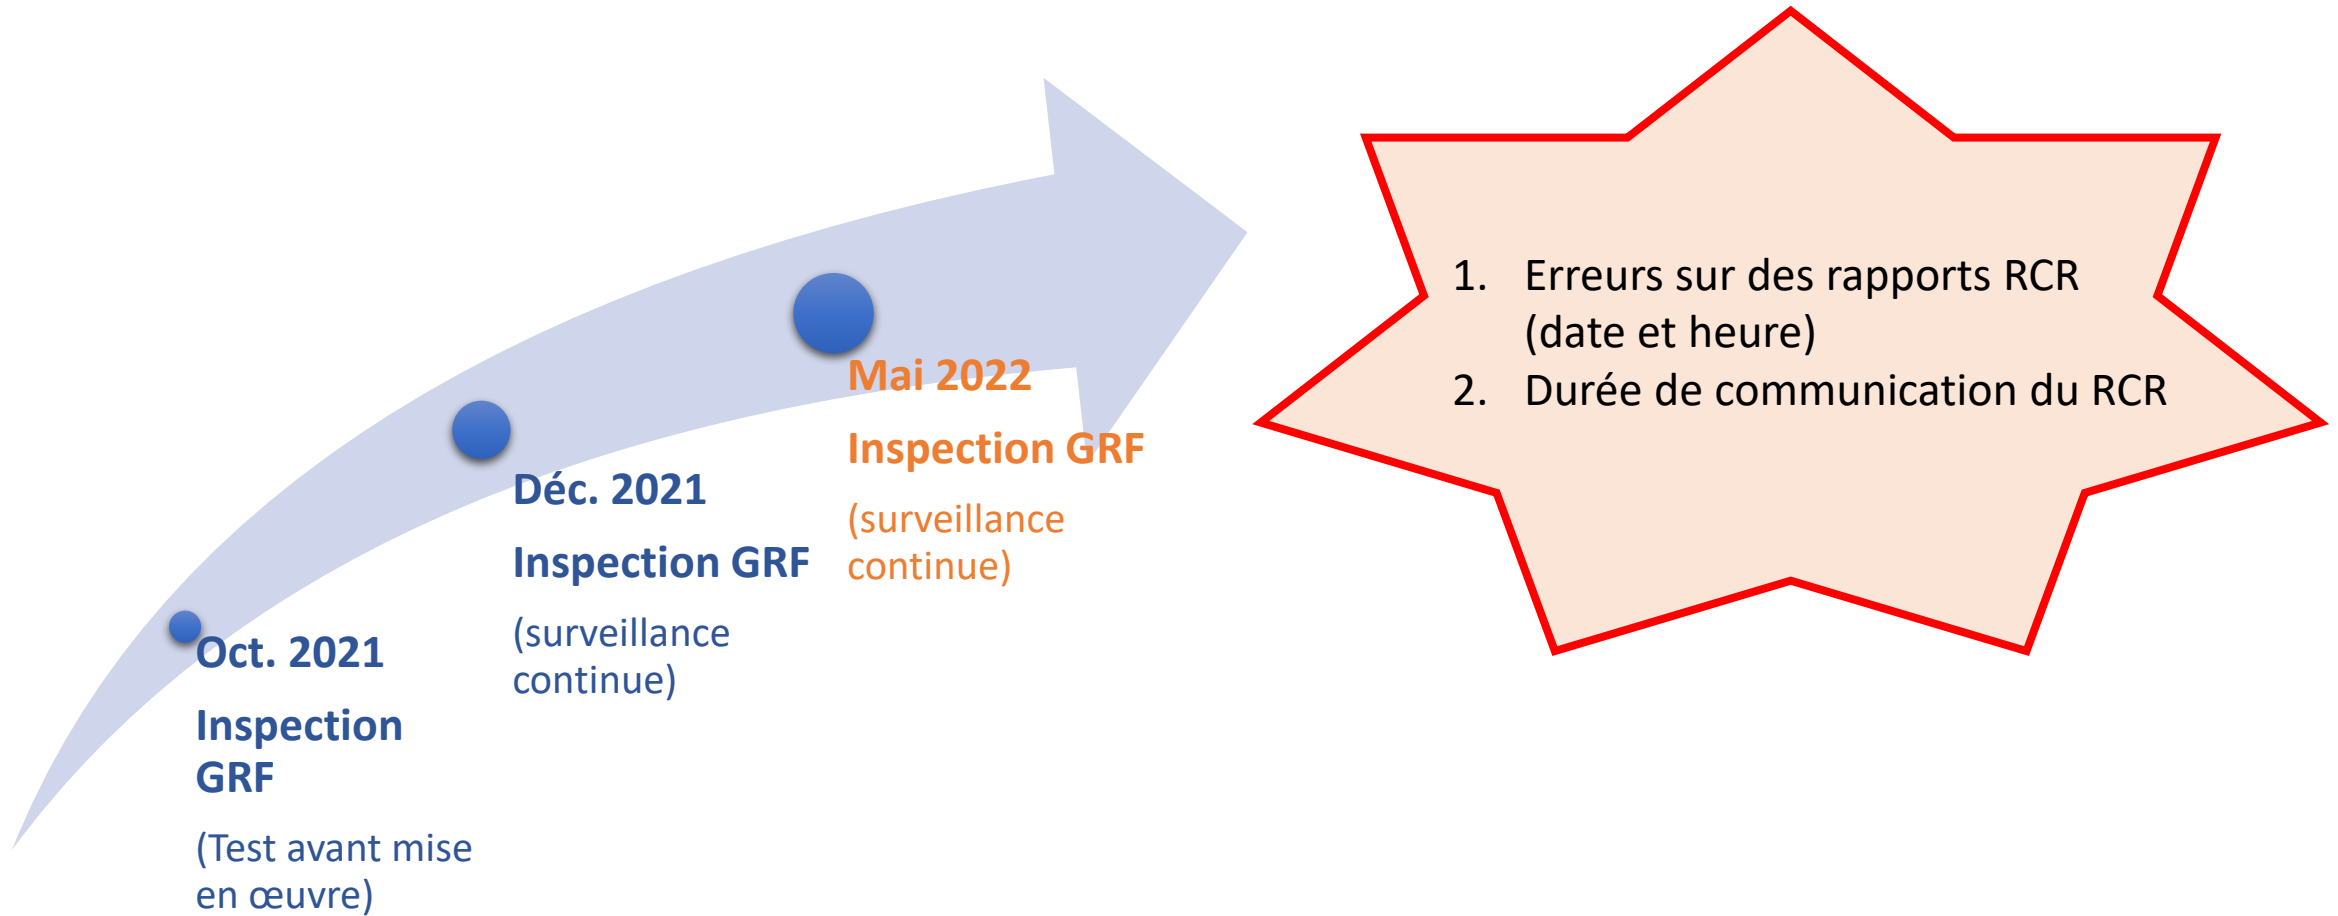 Oct. 2021
Inspection
GRF
(Test avant mise
en œuvre)
Déc. 2021
Inspection GRF
(surveillance
continue)
Mai 2022
Inspection GRF
(surveillance
continue)
1. Erreurs sur des rapports RCR
(date et heure)
2. Durée de communication du RCR